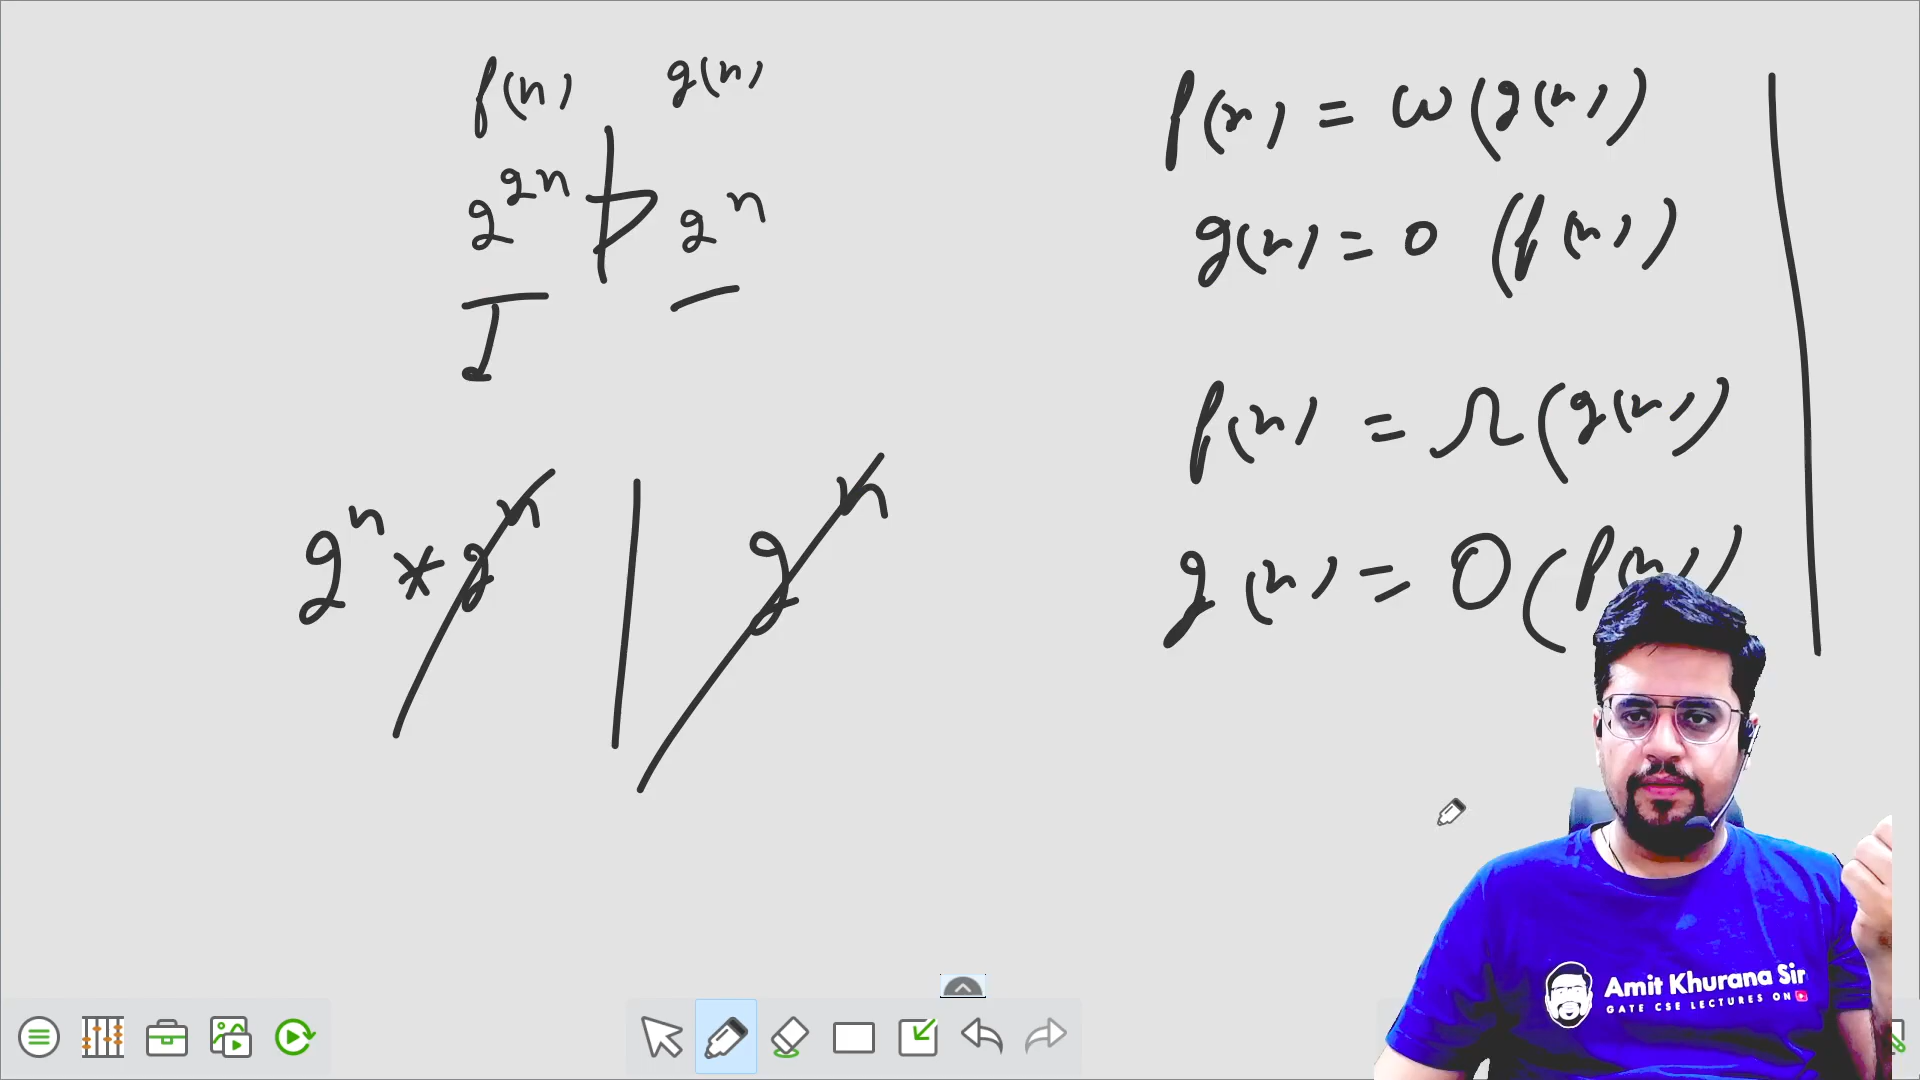 f(n) g(n)
2^2n > 2^n
2^n * 2^n | 2^n
f(n) = ω(g(n))
g(n) = o (f(n))
f(n) = Ω(g(n))
g(n) = O(f(n))
Amit Khurana Sir
GATE CSE LECTURES ON